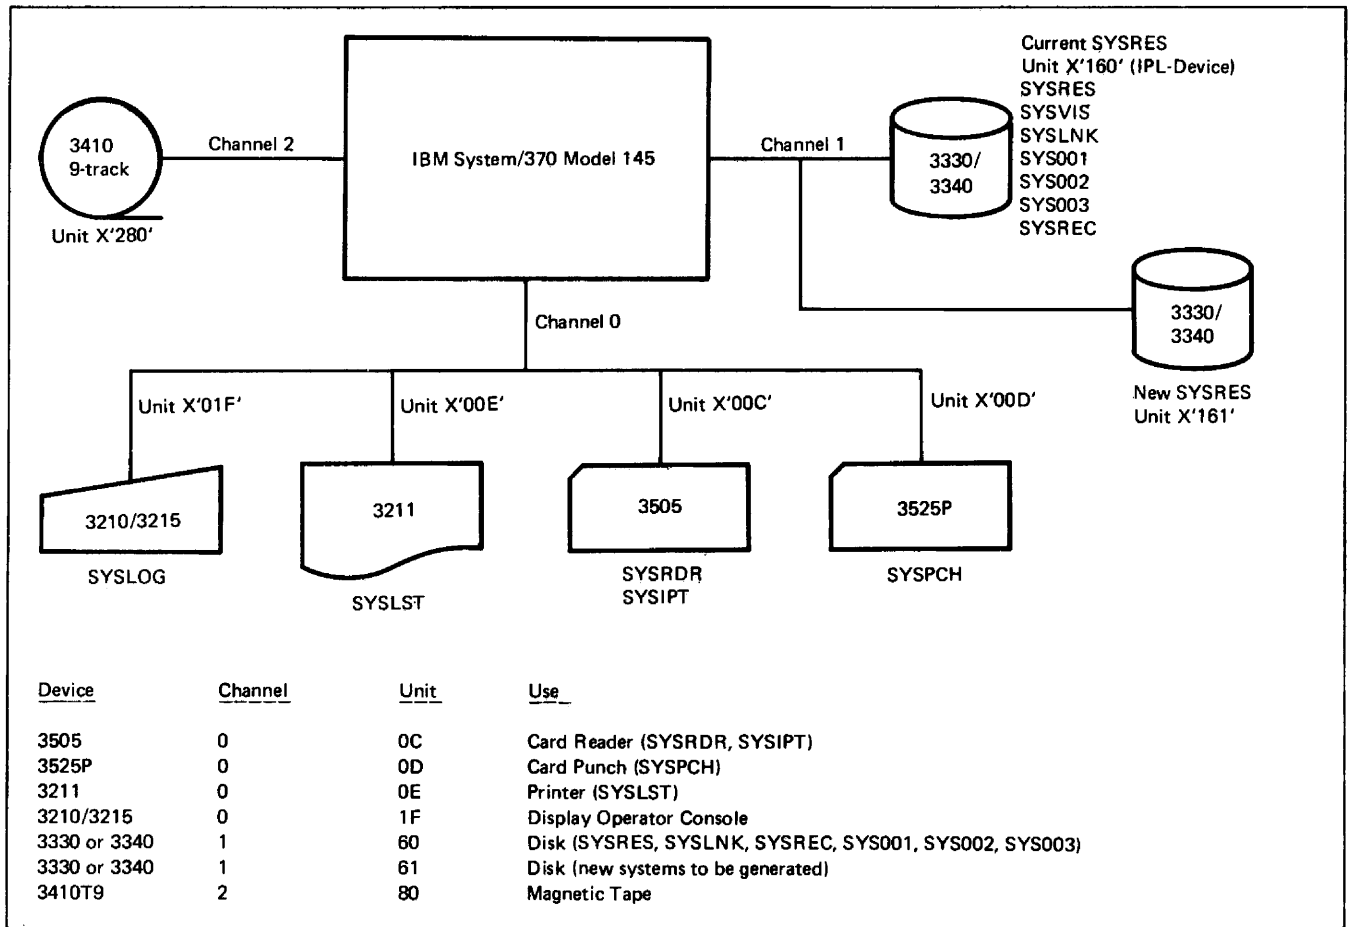 Current SYSRES
Unit X'160' (IPL-Device)
SYSRES
SYSVIS
SYSLNK
SYS001
SYS002
SYS003
SYSREC
3410
9-track
Channel 2
IBM System/370 Model 145
Channel 1
3330/
3340
Unit X'280'
3330/
3340
Channel 0
New SYSRES
Unit X'161'
Unit X'01F'
Unit X'00E'
Unit X'00C'
Unit X'00D'
3210/3215
3211
3505
3525P
SYSLOG
SYSLST
SYSRDR
SYSIPT
SYSPCH
Device Channel Unit Use
3505 0 0C Card Reader (SYSRDR, SYSIPT)
3525P 0 0D Card Punch (SYSPCH)
3211 0 0E Printer (SYSLST)
3210/3215 0 1F Display Operator Console
3330 or 3340 1 60 Disk (SYSRES, SYSLNK, SYSREC, SYS001, SYS002, SYS003)
3330 or 3340 1 61 Disk (new systems to be generated)
3410T9 2 80 Magnetic Tape